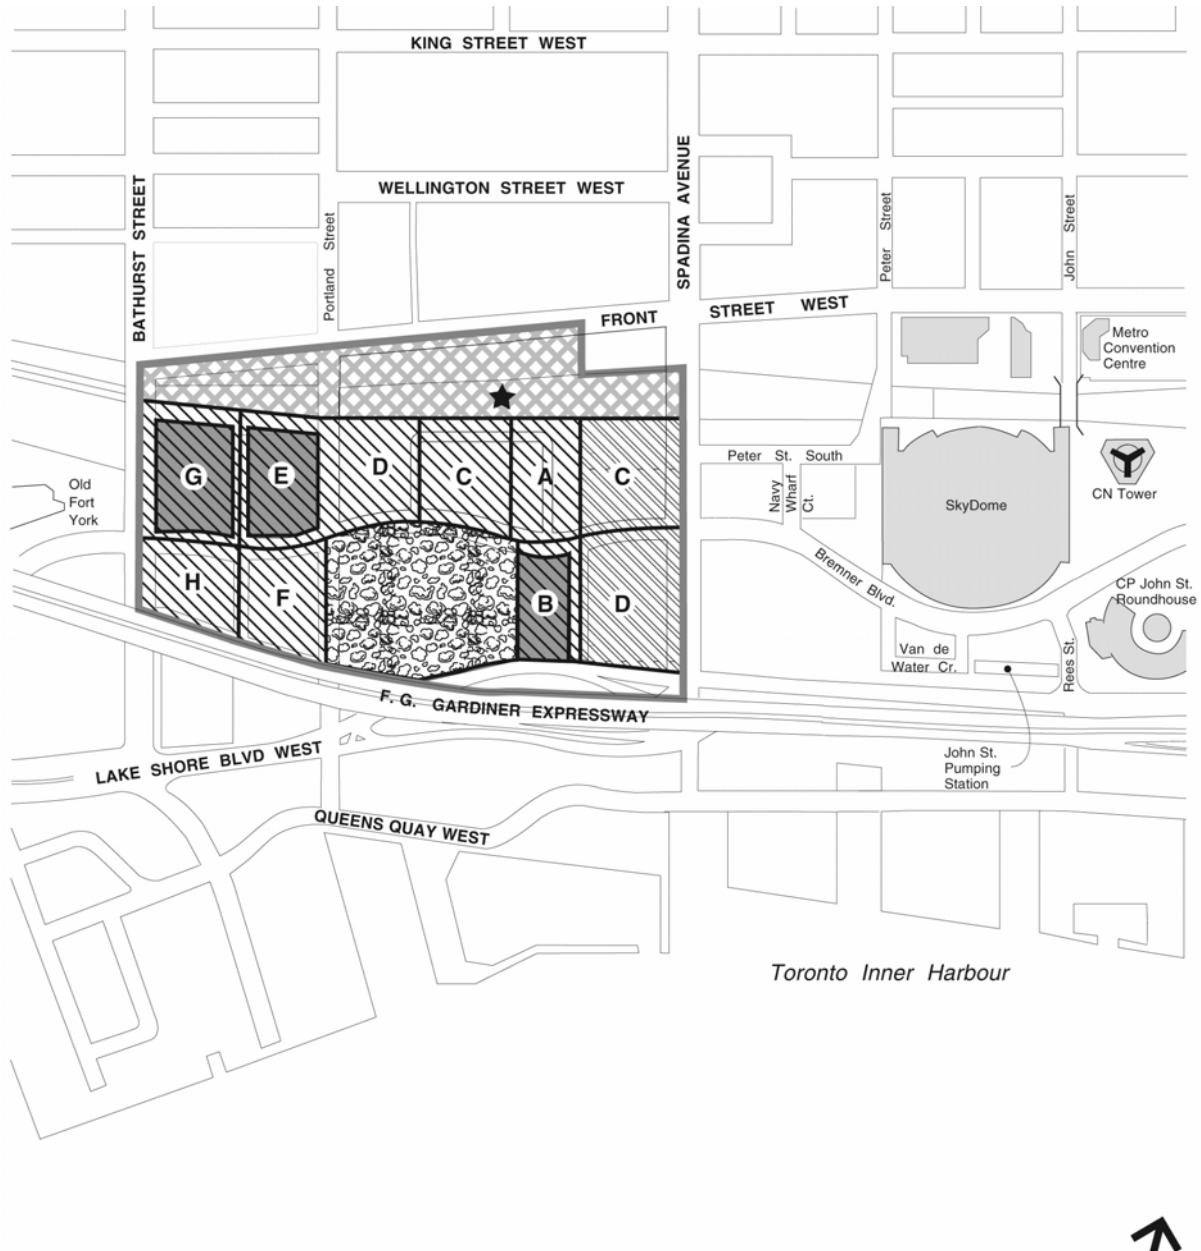 KING STREET WEST
WELLINGTON STREET WEST
BATHURST STREET
Portland Street
SPADINA AVENUE
Peter Street
John Street
FRONT STREET WEST
Metro
Convention
Centre
G
E
D
C
A
C
Peter St. South
Navy
Wharf
Ct.
SkyDome
CN Tower
Old
Fort
York
H
F
B
D
Bremner Blvd.
CP John St.
Roundhouse
Van de
Water Cr.
Rees St.
F. G. GARDINER EXPRESSWAY
LAKE SHORE BLVD WEST
John St.
Pumping
Station
QUEENS QUAY WEST
Toronto Inner Harbour